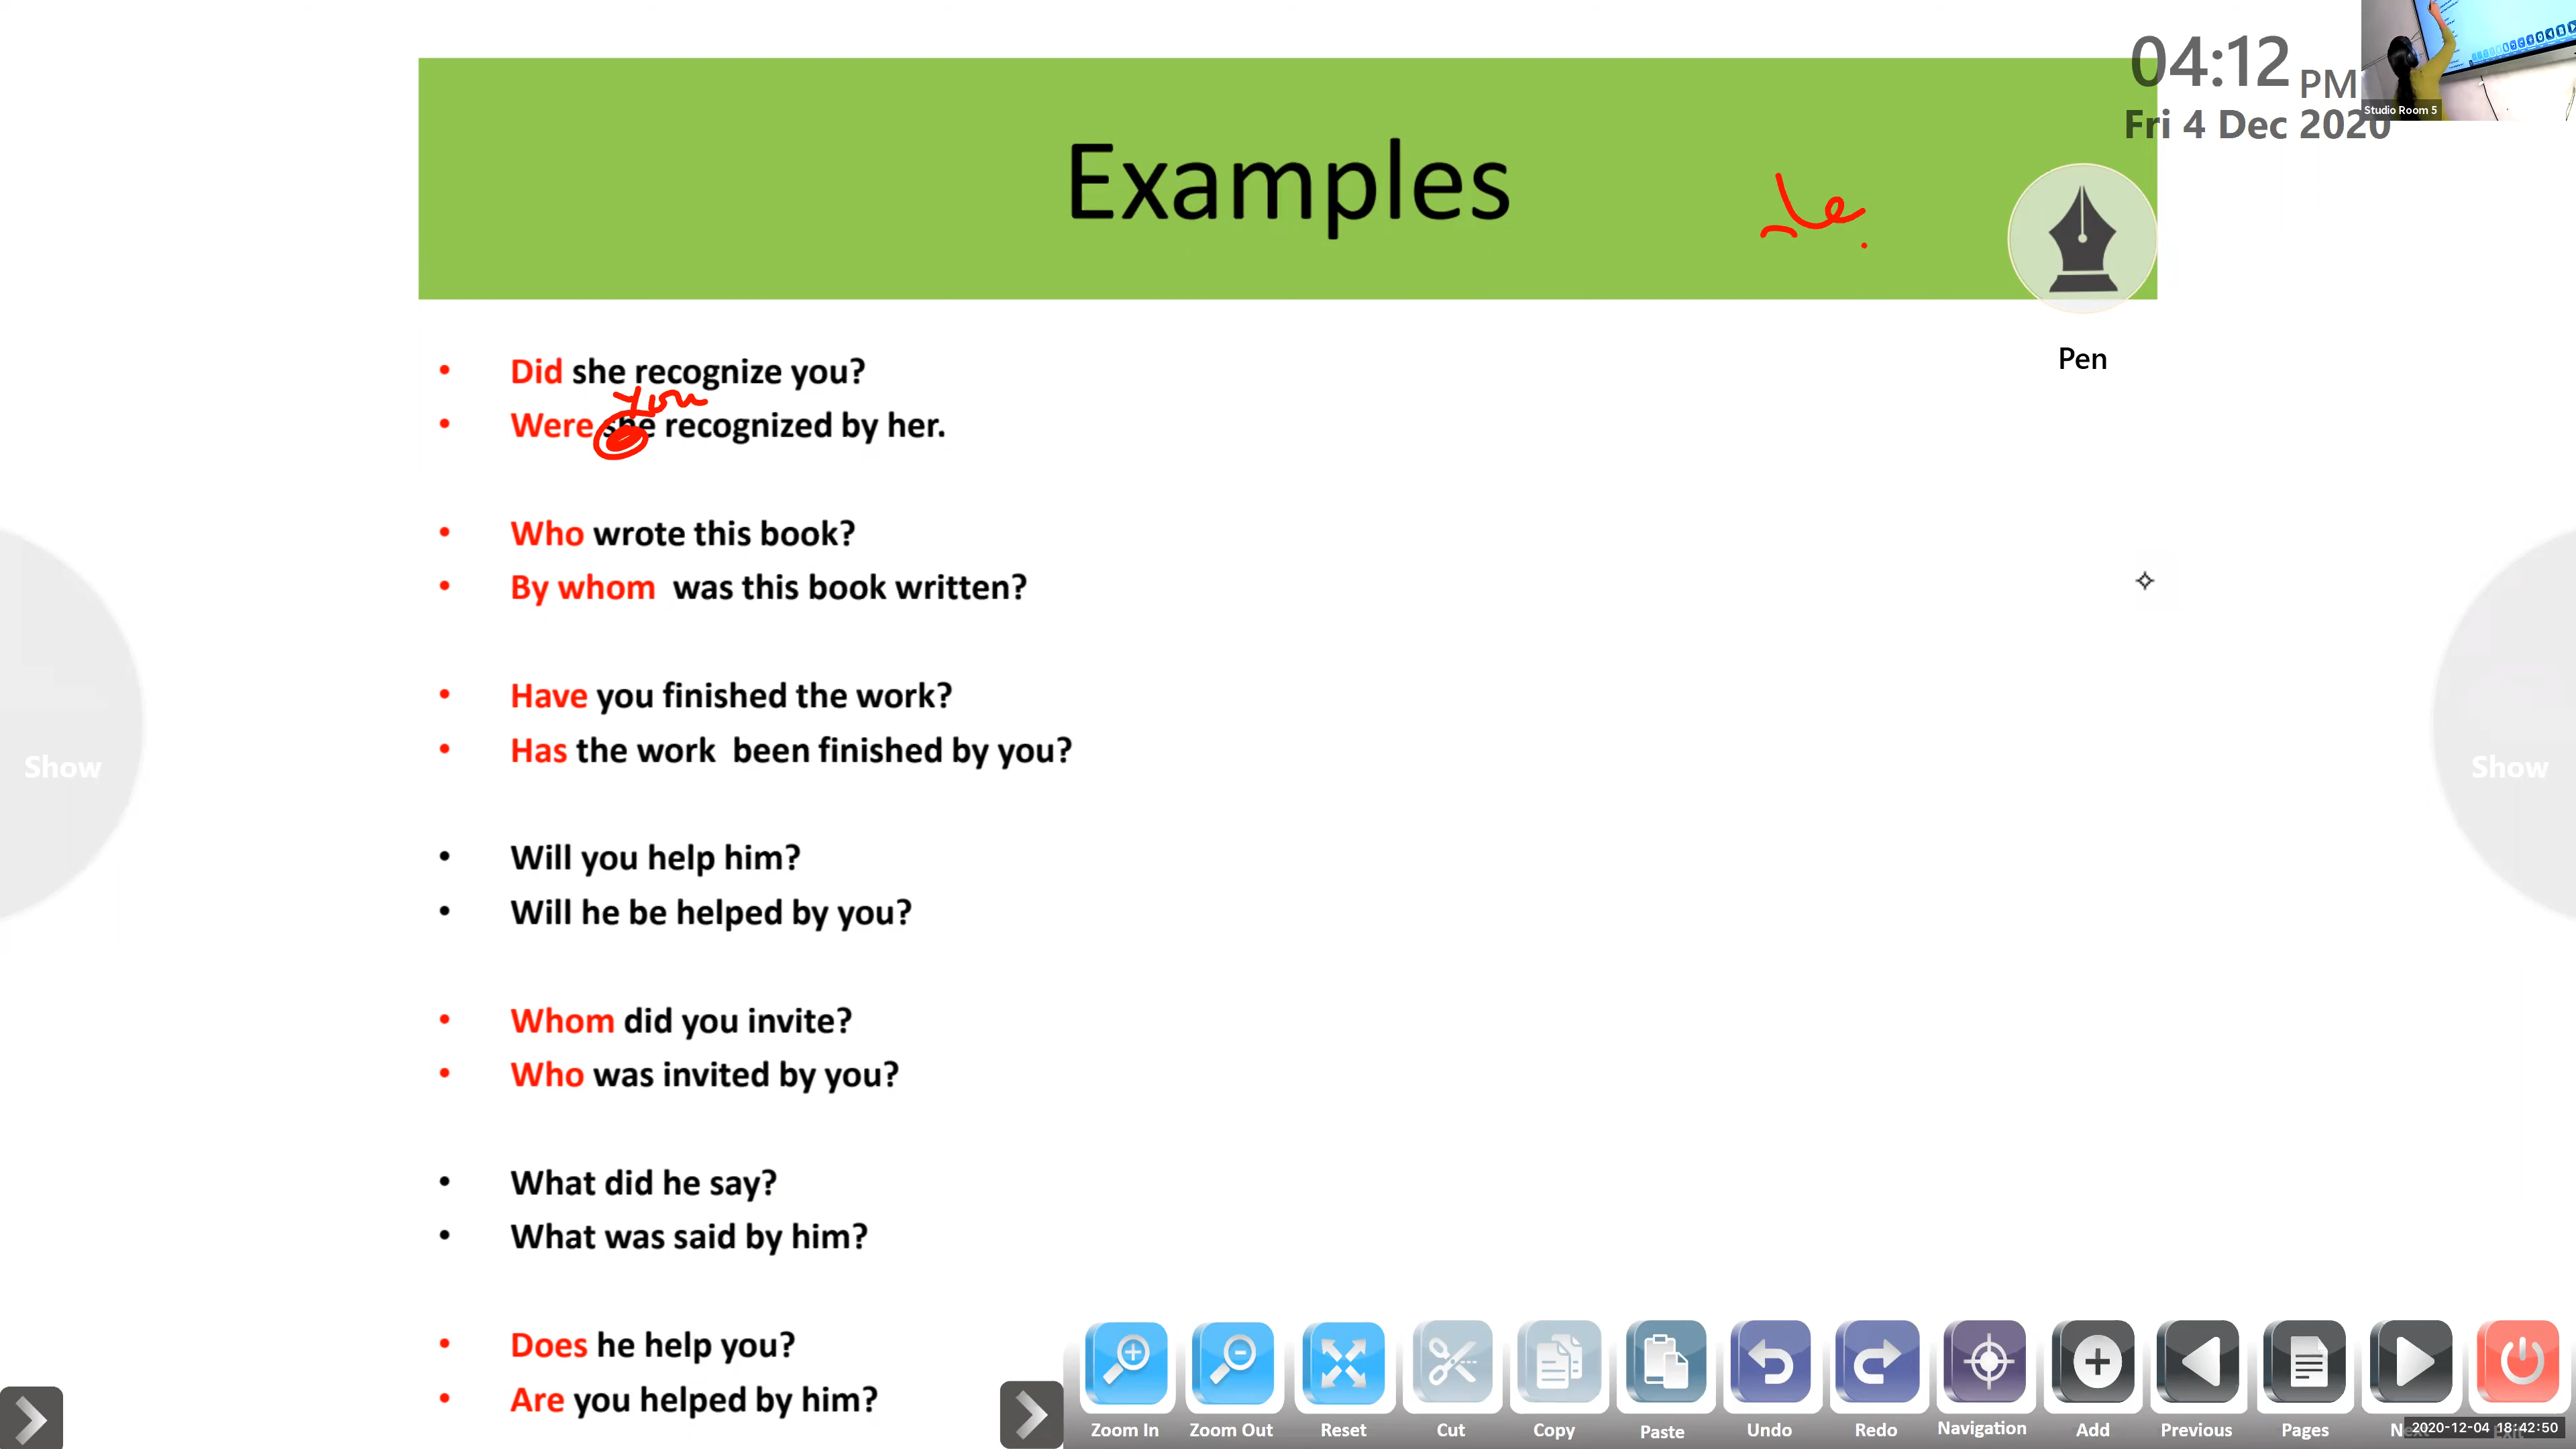 04:12 PM
Fri 4 Dec 2020
Studio Room 5
Examples
Pen
• Did she recognize you?
you
• Were she recognized by her.
• Who wrote this book?
• By whom was this book written?
• Have you finished the work?
• Has the work been finished by you?
• Will you help him?
• Will he be helped by you?
• Whom did you invite?
• Who was invited by you?
• What did he say?
• What was said by him?
• Does he help you?
• Are you helped by him?
Show
Show
Zoom In Zoom Out Reset Cut Copy Paste Undo Redo Navigation Add Previous Pages
2020-12-04 18:42:50